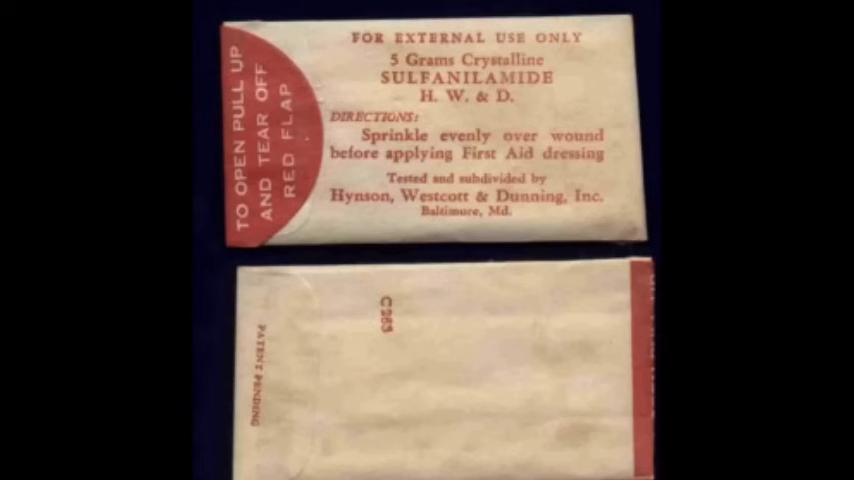 TO OPEN PULL UP
AND TEAR OFF
RED FLAP
FOR EXTERNAL USE ONLY
5 Grams Crystalline
SULFANILAMIDE
H. W. & D.
DIRECTIONS:
Sprinkle evenly over wound
before applying First Aid dressing
Tested and subdivided by
Hynson, Westcott & Dunning, Inc.
Baltimore, Md.
PATENT PENDING